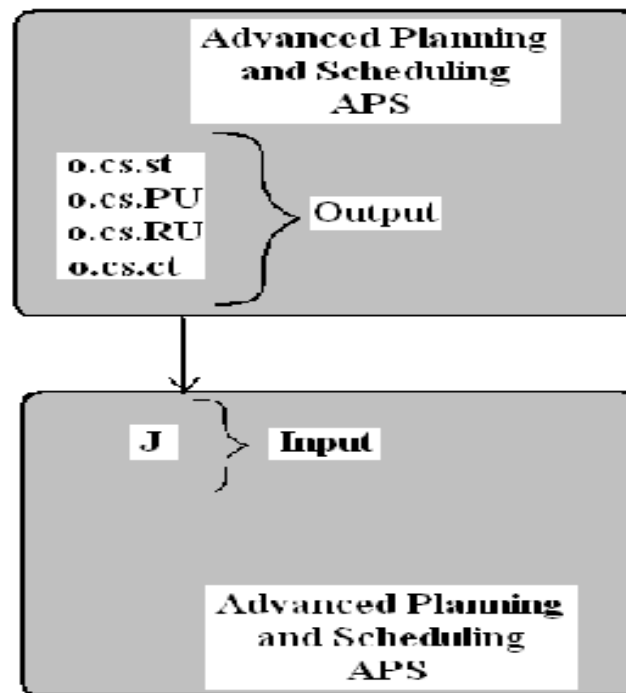 Advanced Planning
and Scheduling
APS
o.cs.st
o.cs.PU
o.cs.RU
o.cs.ct
Output
J
Input
Advanced Planning
and Scheduling
APS